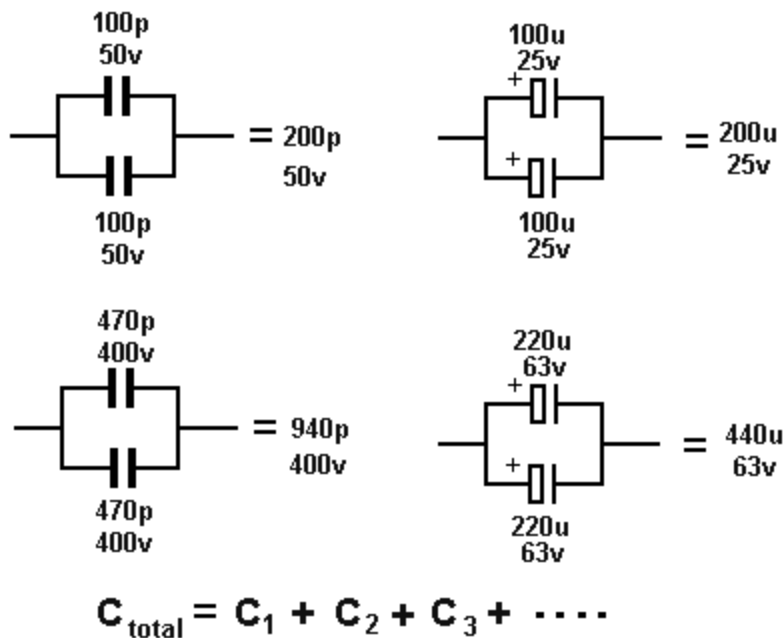 100p
50v
= 200p
50v
100p
50v
100u
25v
+
+
= 200u
25v
100u
25v
470p
400v
= 940p
400v
470p
400v
220u
63v
+
+
= 440u
63v
220u
63v
C total = C1 + C2 + C3 + ----